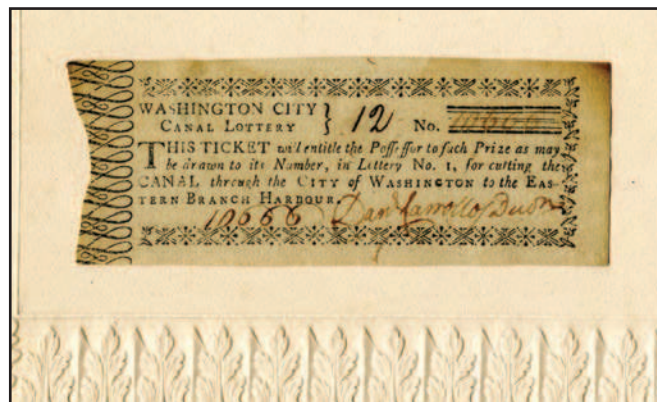 WASHINGTON CITY } 12 No. 10666
CANAL LOTTERY
THIS TICKET will entitle the Poſſeſſor to ſuch Prize as may
be drawn to its Number, in Lottery No. 1, for cutting the
CANAL through the CITY of WASHINGTON to the EAS-
TERN BRANCH HARBOUR.
10666 Dan Carroll of Dudn